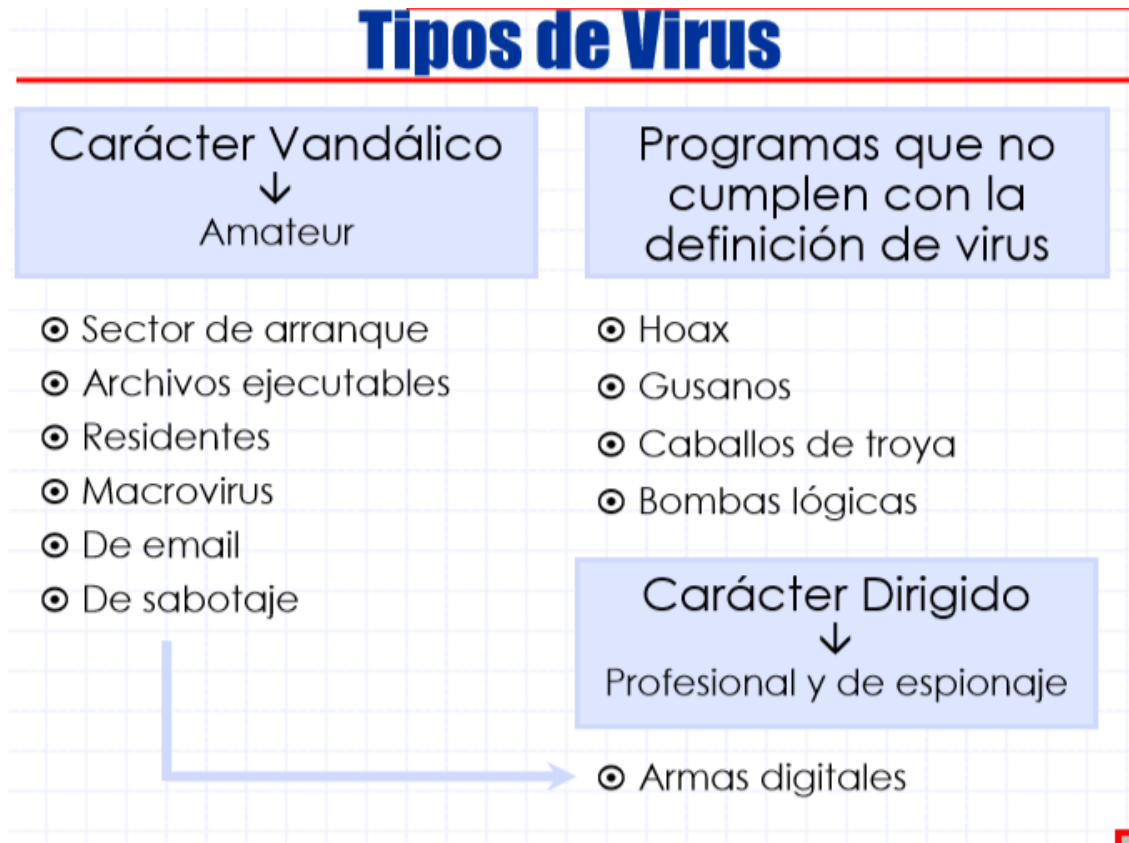 Tipos de Virus
Carácter Vandálico
↓
Amateur
Sector de arranque
Archivos ejecutables
Residentes
Macrovirus
De email
De sabotaje
Programas que no
cumplen con la
definición de virus
Hoax
Gusanos
Caballos de troya
Bombas lógicas
Carácter Dirigido
↓
Profesional y de espionaje
Armas digitales